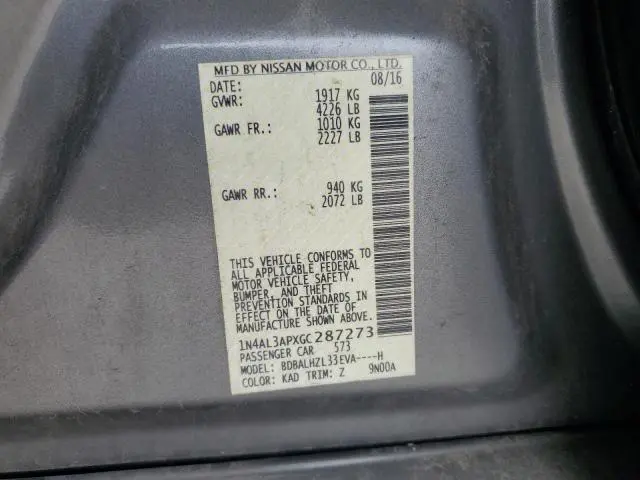 MFD BY NISSAN MOTOR CO., LTD.
DATE: 08/16
GVWR: 1917 KG
4226 LB
GAWR FR.: 1010 KG
2227 LB
GAWR RR.: 940 KG
2072 LB
THIS VEHICLE CONFORMS TO
ALL APPLICABLE FEDERAL
MOTOR VEHICLE SAFETY,
BUMPER, AND THEFT
PREVENTION STANDARDS IN
EFFECT ON THE DATE OF
MANUFACTURE SHOWN ABOVE.
1N4AL3APXGC287273
PASSENGER CAR 573
MODEL: BDBALHZL33EVA----H
COLOR: KAD TRIM: Z 9N00A